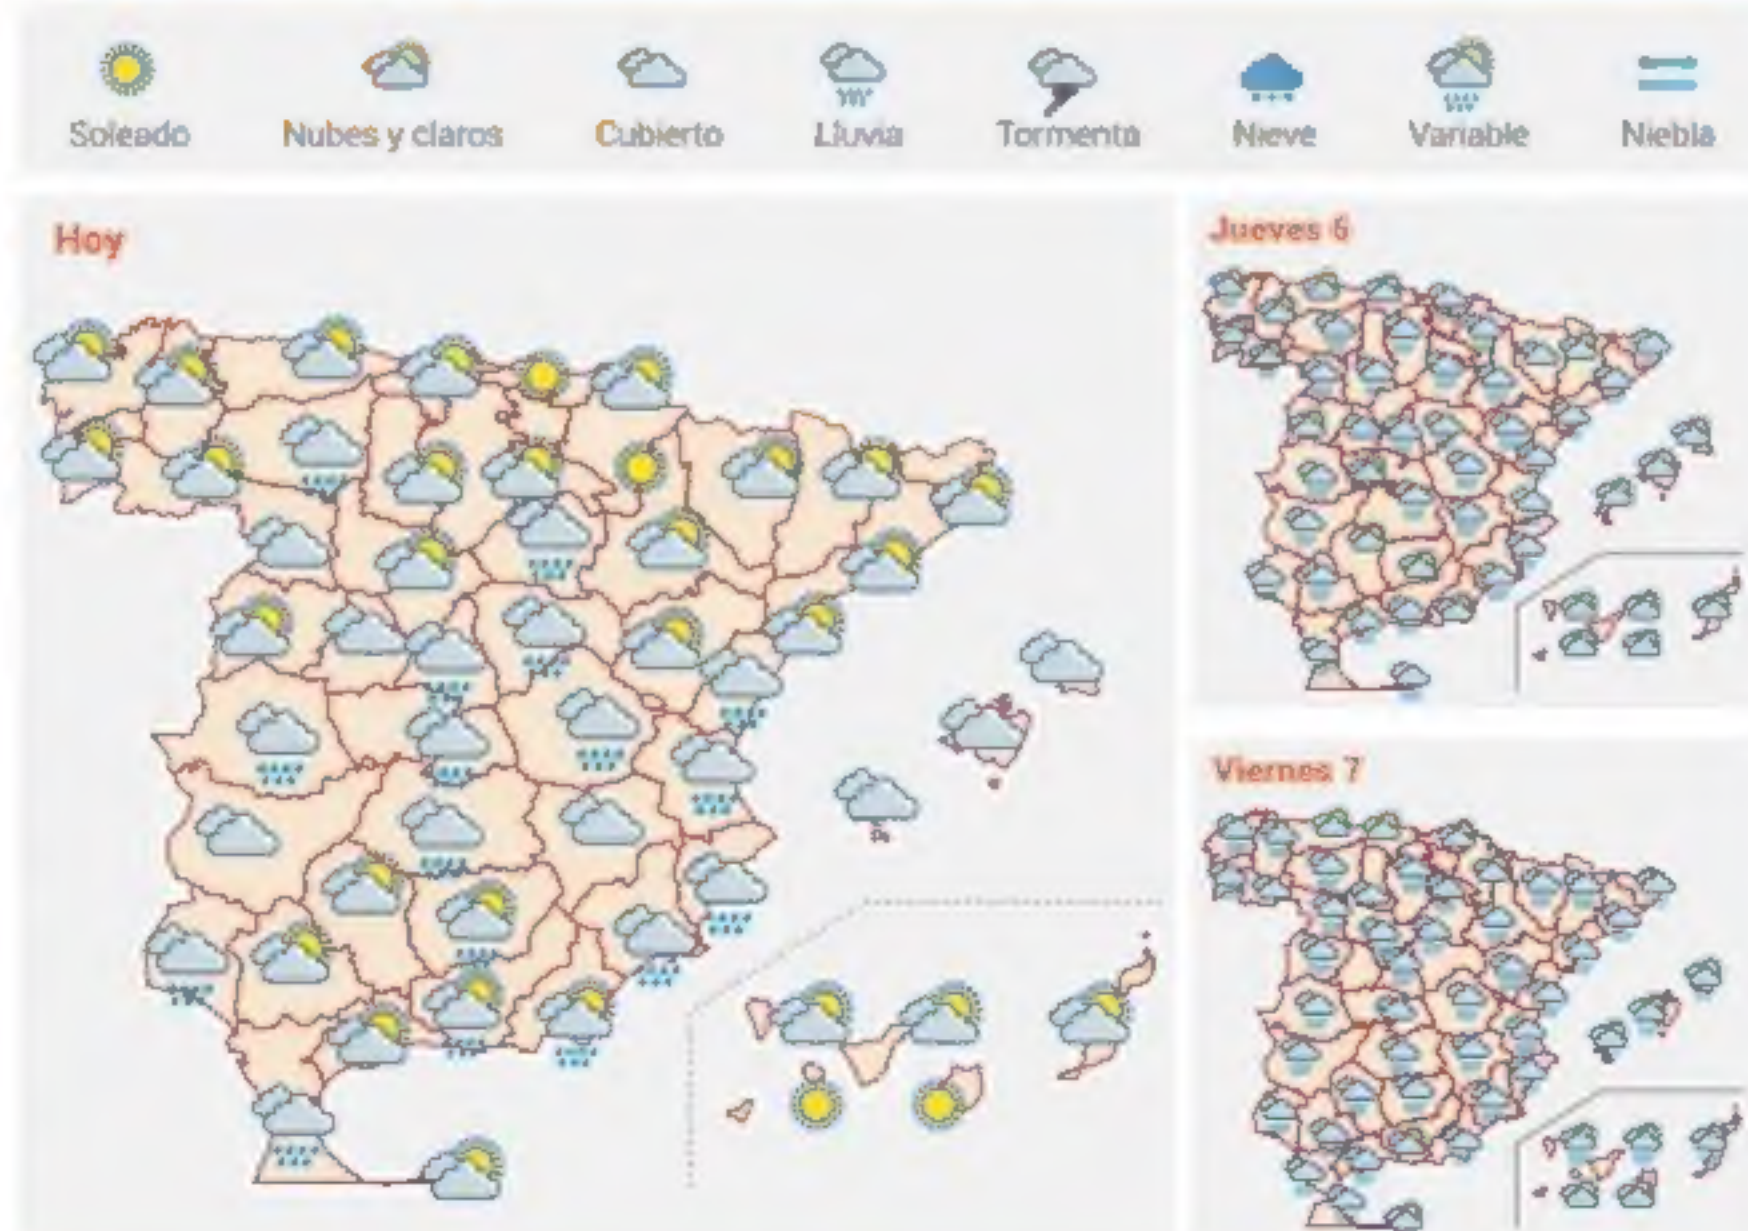 Soleado Nubes y claros Cubierto Lluvia Tormenta Nieve Variable Niebla
Hoy
Jueves 6
Viernes 7